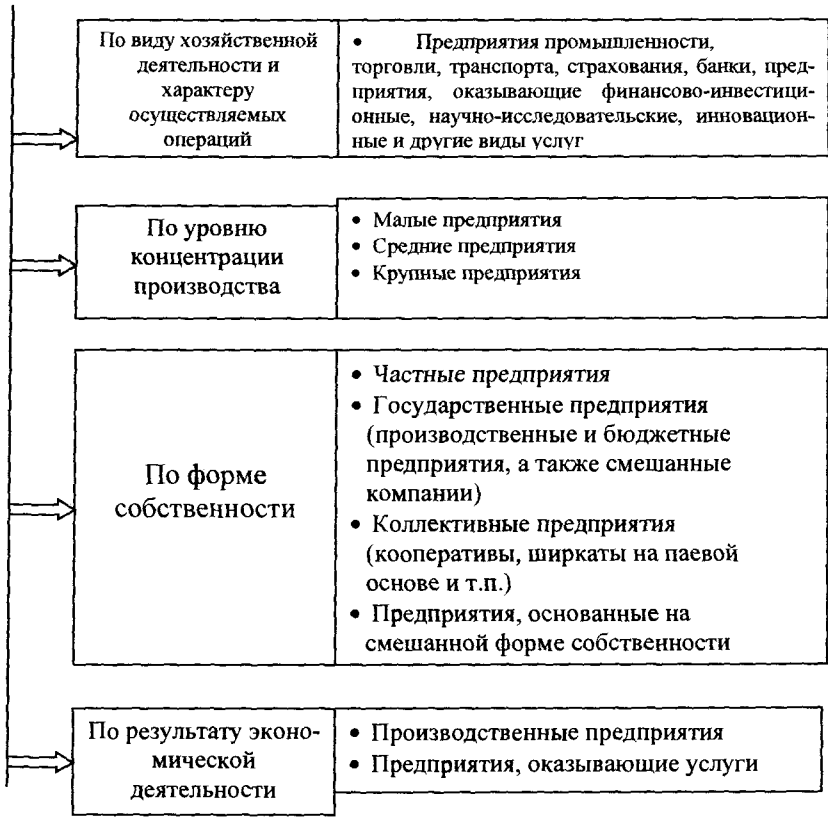 По виду хозяйственной
деятельности и
характеру
осуществляемых
операций
• Предприятия промышленности,
торговли, транспорта, страхования, банки, пред-
приятия, оказывающие финансово-инвестици-
онные, научно-исследовательские, инновацион-
ные и другие виды услуг
По уровню
концентрации
производства
• Малые предприятия
• Средние предприятия
• Крупные предприятия
По форме
собственности
• Частные предприятия
• Государственные предприятия
(производственные и бюджетные
предприятия, а также смешанные
компании)
• Коллективные предприятия
(кооперативы, ширкаты на паевой
основе и т.п.)
• Предприятия, основанные на
смешанной форме собственности
По результату эконо-
мической
деятельности
• Производственные предприятия
• Предприятия, оказывающие услуги